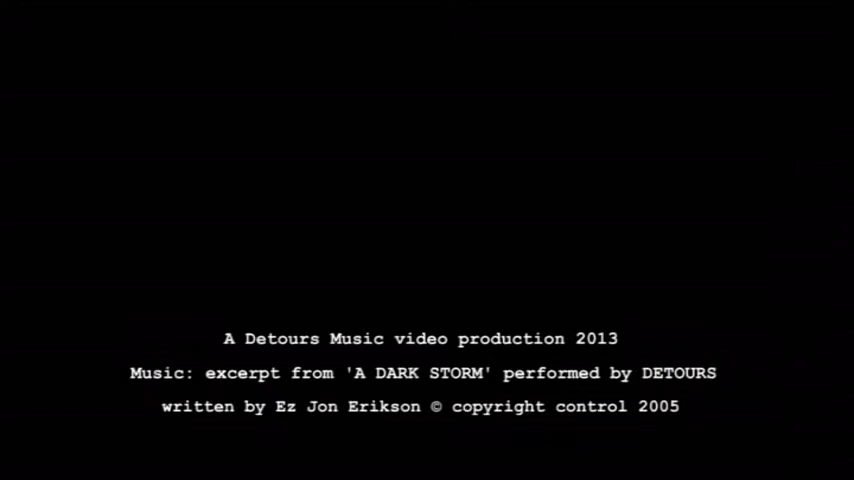 A Detours Music video production 2013
Music: excerpt from 'A DARK STORM' performed by DETOURS
written by Ez Jon Erikson © copyright control 2005